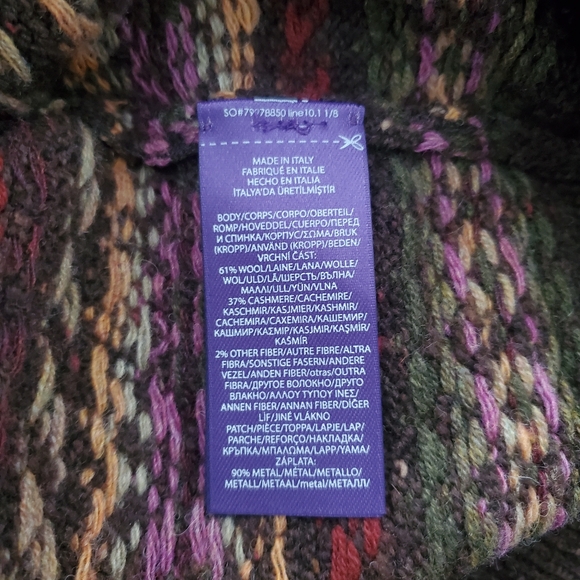 SO#79978850 line10.1 1/8
MADE IN ITALY
FABRIQUÉ EN ITALIE
HECHO EN ITALIA
İTALYA'DA ÜRETİLMİŞTİR
BODY/CORPS/CORPO/OBERTEIL/
ROMP/HOVEDDEL/CUERPO/ПЕРЕД
И СПИНКА/КОРПУС/ΣΩΜΑ/BRUK
(KROPP)/ANVÄND (KROPP)/BEDEN/
VRCHNÍ ČÁST:
61% WOOL/LAINE/LANA/WOLLE/
WOL/ULD/LÃ/ШЕРСТЬ/ВЪЛНА/
ΜΑΛΛΙ/ULL/YÜN/VLNA
37% CASHMERE/CACHEMIRE/
KASCHMIR/KASJMIER/KASHMIR/
CACHEMIRA/CAXEMIRA/КАШЕМИР/
КАШМИР/ΚΑΣΜΙΡ/KASJMIR/KAŞMİR/
KAŠMÍR
2% OTHER FIBER/AUTRE FIBRE/ALTRA
FIBRA/SONSTIGE FASERN/ANDERE
VEZEL/ANDEN FIBER/otras/OUTRA
FIBRA/ДРУГОЕ ВОЛОКНО/ДРУГО
ВЛАКНО/ΑΛΛΟΥ ΤΥΠΟΥ ΙΝΕΣ/
ANNEN FIBER/ANNAN FIBER/DİĞER
LİF/JINÉ VLÁKNO
PATCH/PIÈCE/TOPPA/LAPJE/LAP/
PARCHE/REFORÇO/НАКЛАДКА/
КРЪПКА/ΜΠΑΛΩΜΑ/LAPP/YAMA/
ZÁPLATA:
90% METAL/MÉTAL/METALLO/
METALL/METAAL/metal/МЕТАЛЛ/